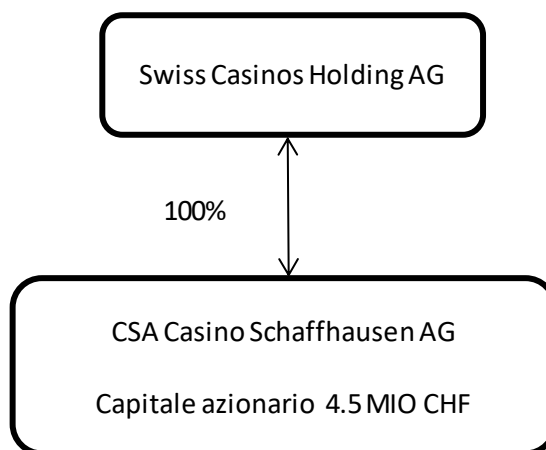 Swiss Casinos Holding AG
100%
CSA Casino Schaffhausen AG
Capitale azionario 4.5 MIO CHF